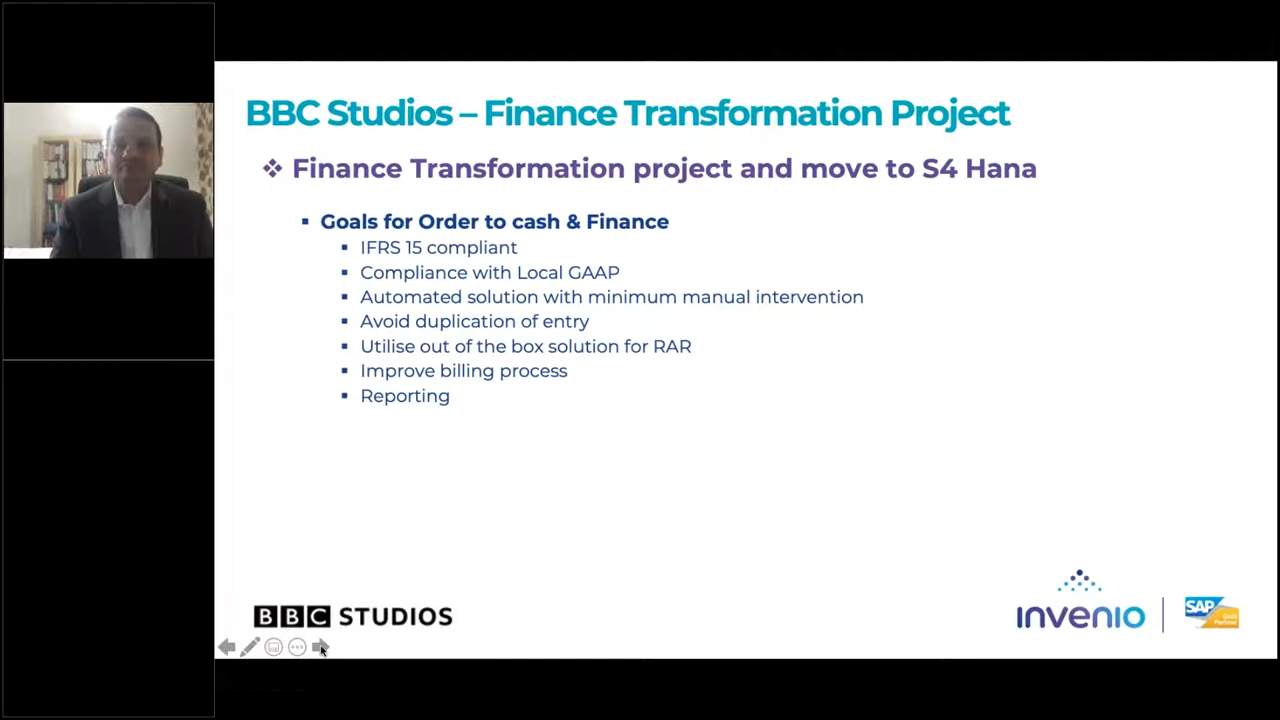 BBC Studios – Finance Transformation Project
❖ Finance Transformation project and move to S4 Hana
▪ Goals for Order to cash & Finance
▪ IFRS 15 compliant
▪ Compliance with Local GAAP
▪ Automated solution with minimum manual intervention
▪ Avoid duplication of entry
▪ Utilise out of the box solution for RAR
▪ Improve billing process
▪ Reporting
BBC STUDIOS
invenio
SAP
Gold
Partner